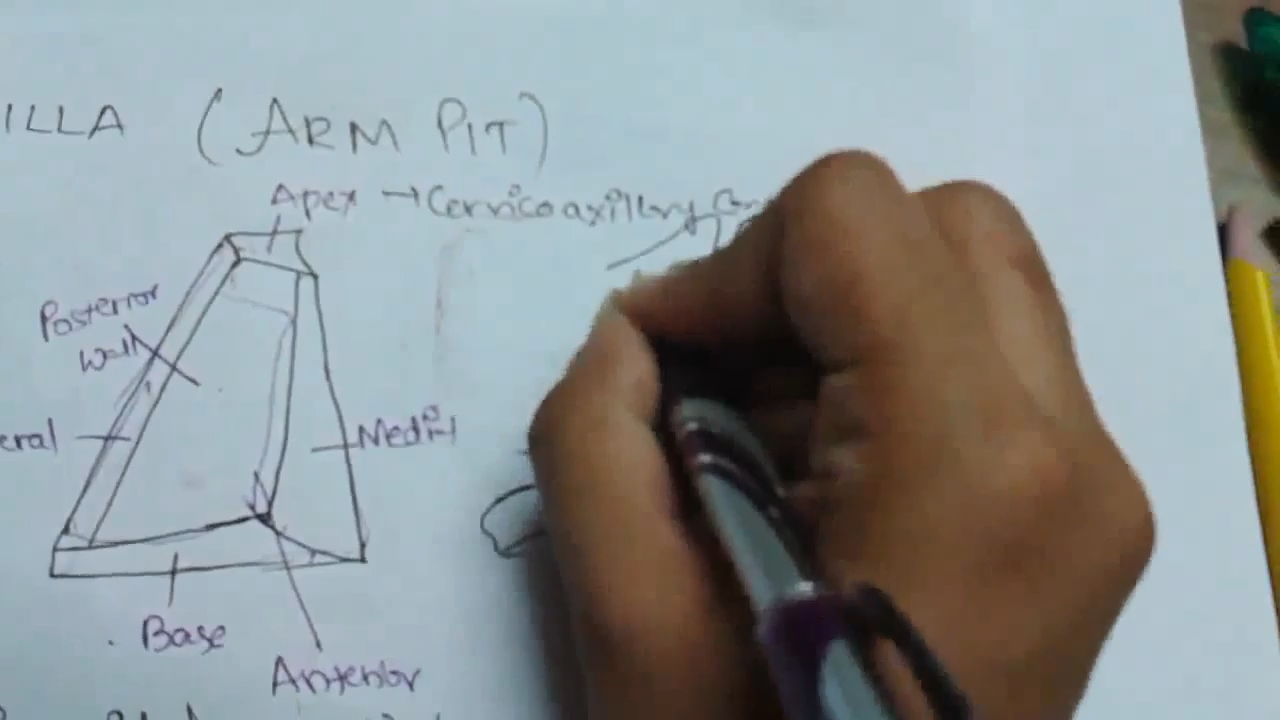 ILLA (ARM PIT)
Apex → Cervicoaxillary
Posterior
wall
eral
Medial
Base
Anterior